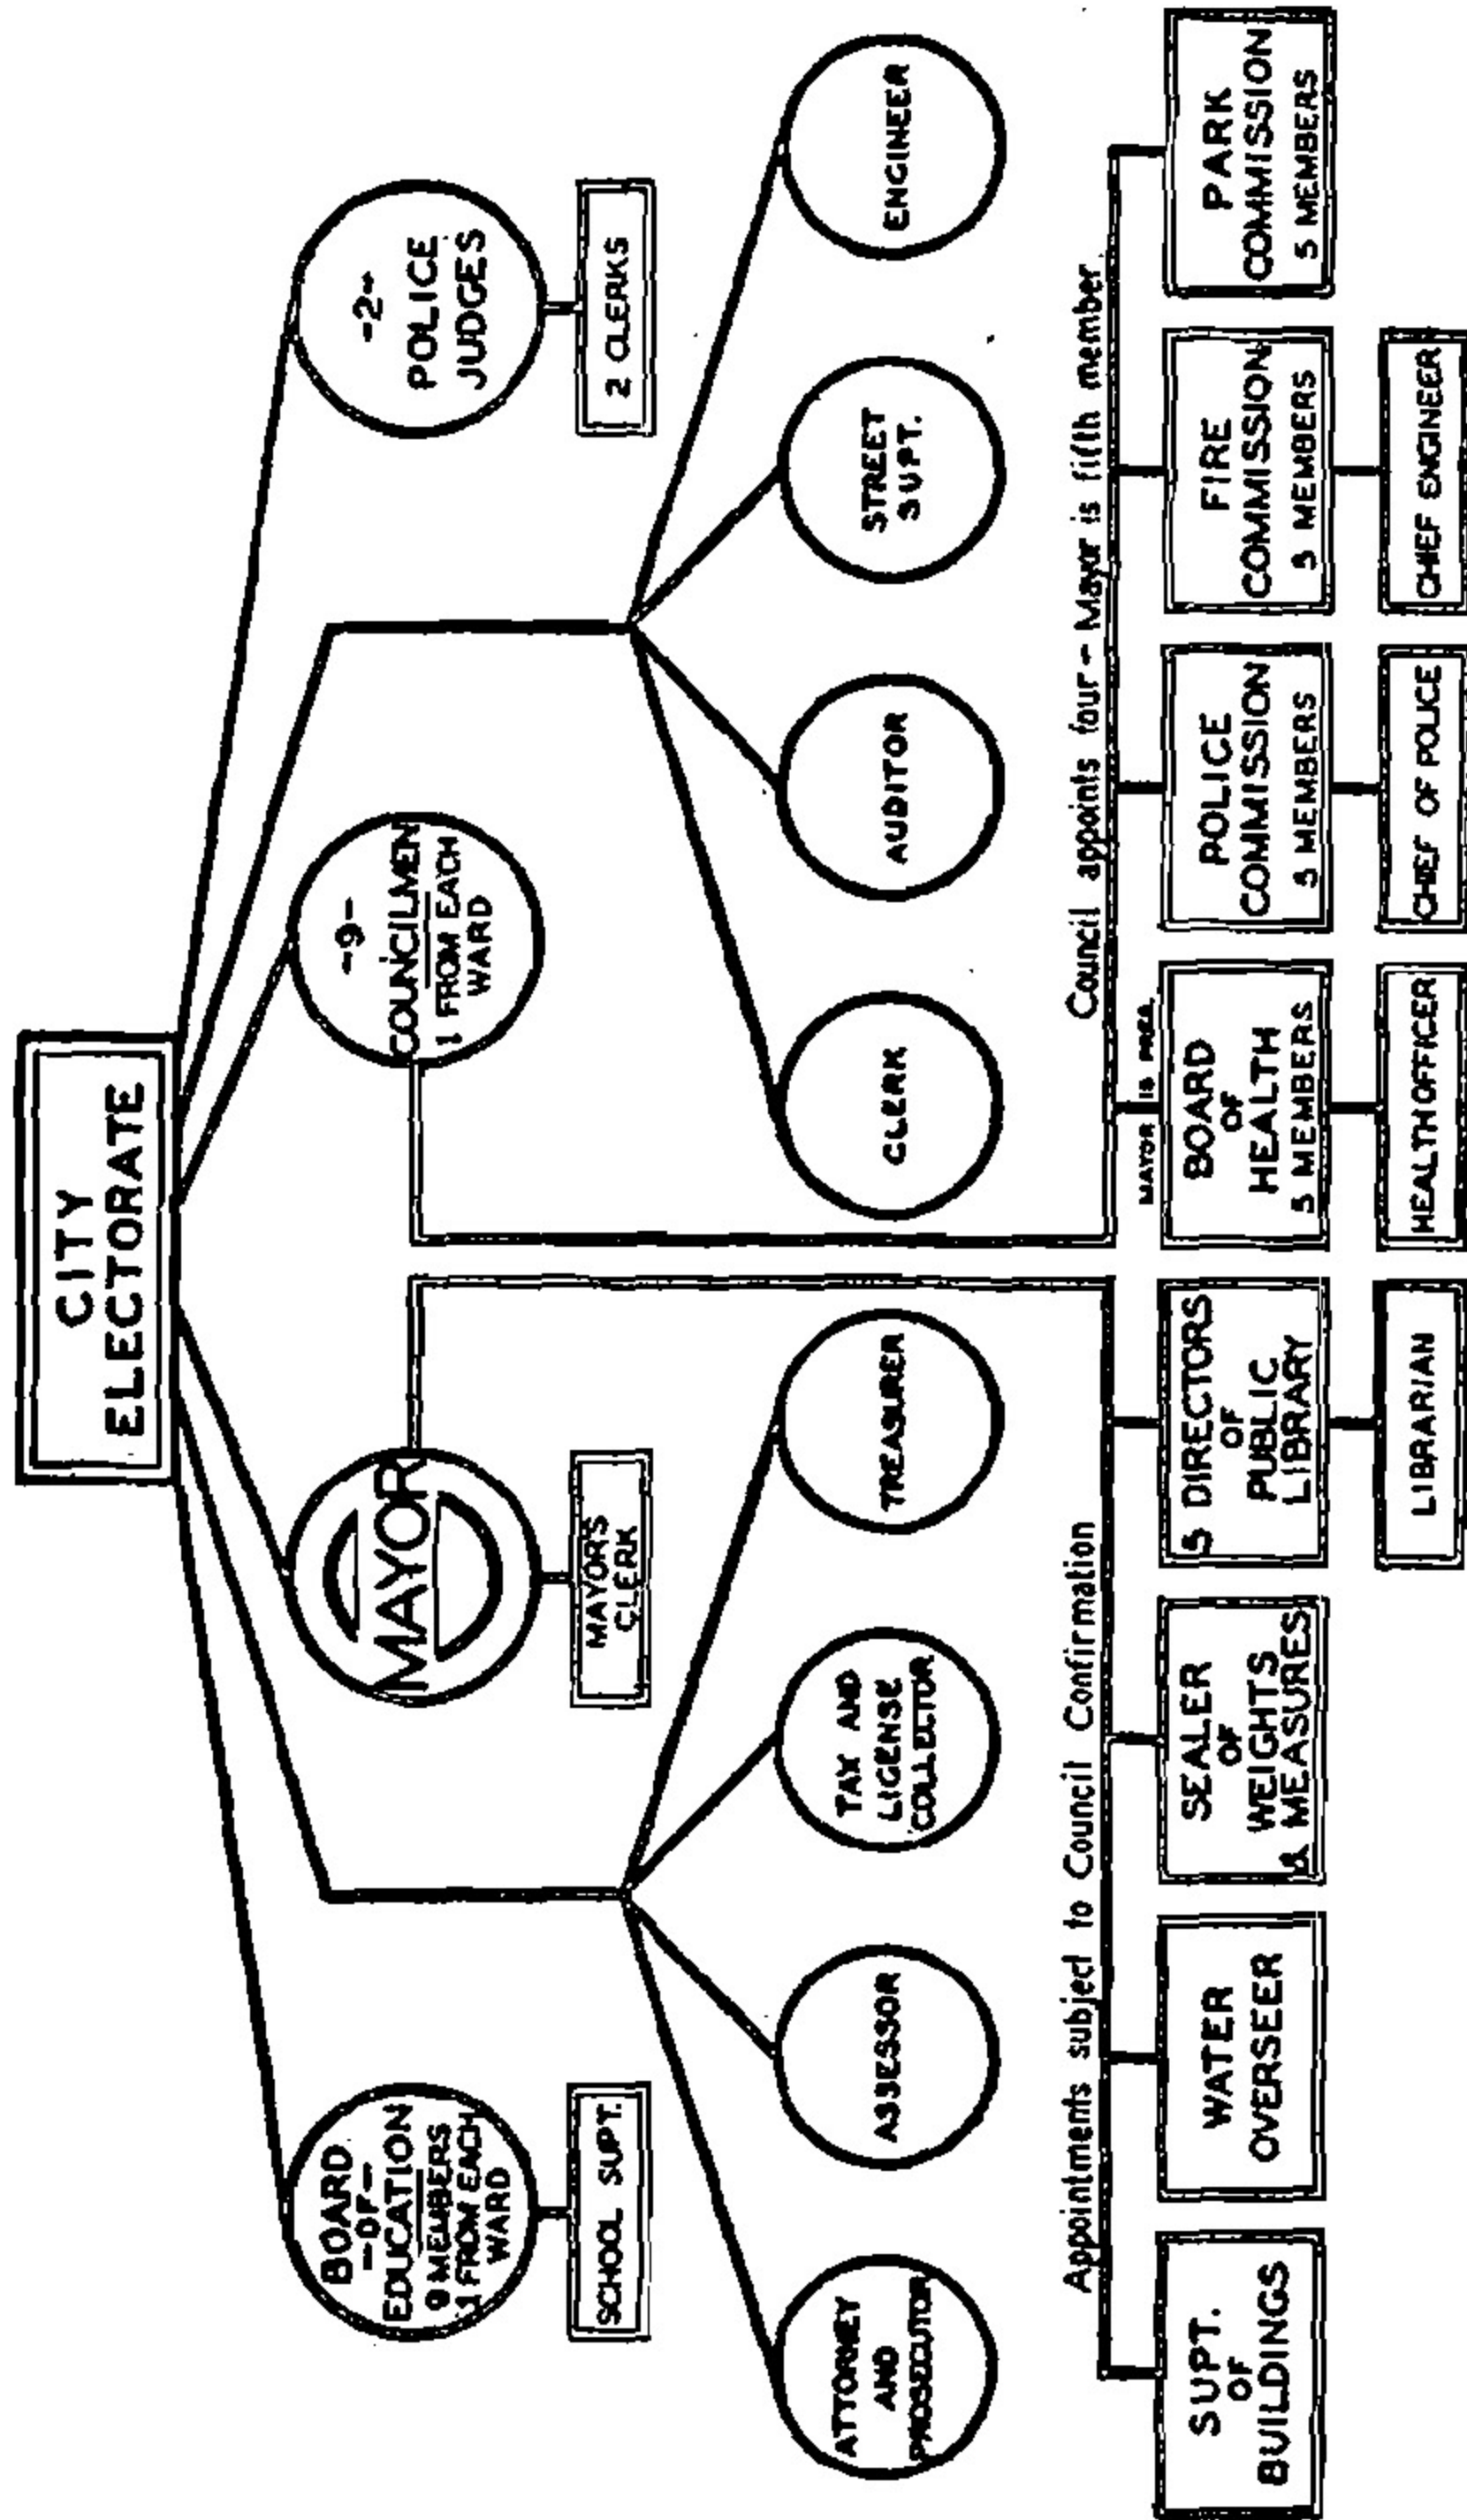 CITY
ELECTORATE
BOARD
-OF-
EDUCATION
9 MEMBERS
1 FROM EACH
WARD
SCHOOL SUPT.
MAYOR
MAYORS
CLERK
-9-
COUNCILMEN
1 FROM EACH
WARD
-2-
POLICE
JUDGES
2 CLERKS
ATTORNEY
AND
PROSECUTOR
ASSESSOR
TAX AND
LICENSE
COLLECTOR
TREASURER
CLERK
AUDITOR
STREET
SUPT.
ENGINEER
Appointments subject to Council Confirmation
Council appoints four - Mayor is fifth member
SUPT.
OF
BUILDINGS
WATER
OVERSEER
SEALER
OF
WEIGHTS
& MEASURES
5 DIRECTORS
OF
PUBLIC
LIBRARY
LIBRARIAN
MAYOR IS PRES.
BOARD
OF
HEALTH
5 MEMBERS
HEALTH OFFICER
POLICE
COMMISSION
5 MEMBERS
CHIEF OF POLICE
FIRE
COMMISSION
5 MEMBERS
CHIEF ENGINEER
PARK
COMMISSION
5 MEMBERS